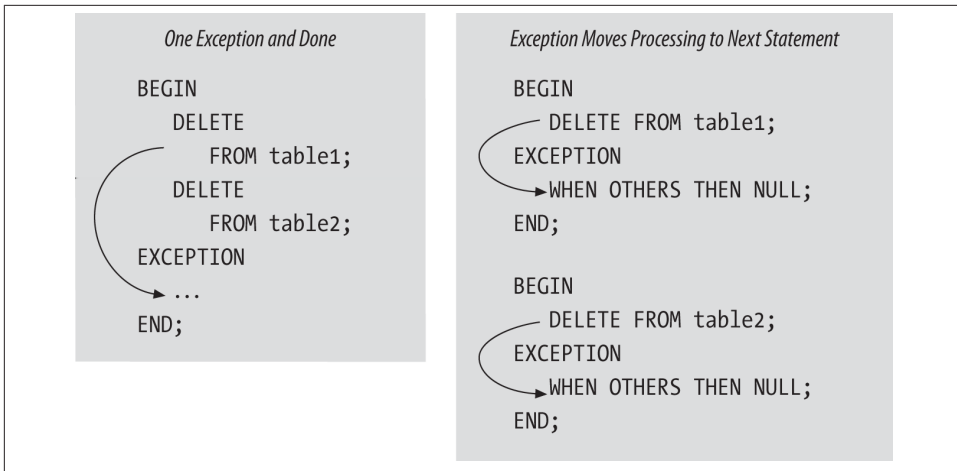 One Exception and Done
BEGIN
DELETE
FROM table1;
DELETE
FROM table2;
EXCEPTION
...
END;
Exception Moves Processing to Next Statement
BEGIN
DELETE FROM table1;
EXCEPTION
WHEN OTHERS THEN NULL;
END;
BEGIN
DELETE FROM table2;
EXCEPTION
WHEN OTHERS THEN NULL;
END;